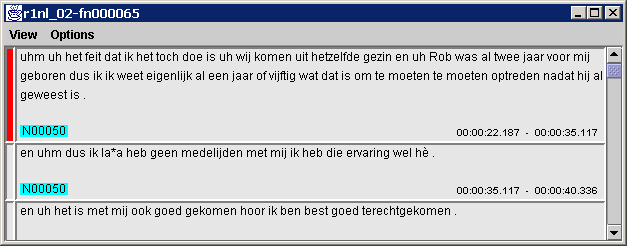 r1nl_02-fn000065
View Options
uhm uh het feit dat ik het toch doe is uh wij komen uit hetzelfde gezin en uh Rob was al twee jaar voor mij
geboren dus ik ik weet eigenlijk al een jaar of vijftig wat dat is om te moeten te moeten optreden nadat hij al
geweest is .
N00050 00:00:22.187 - 00:00:35.117
en uhm dus ik la*a heb geen medelijden met mij ik heb die ervaring wel hè .
N00050 00:00:35.117 - 00:00:40.336
en uh het is met mij ook goed gekomen hoor ik ben best goed terechtgekomen .